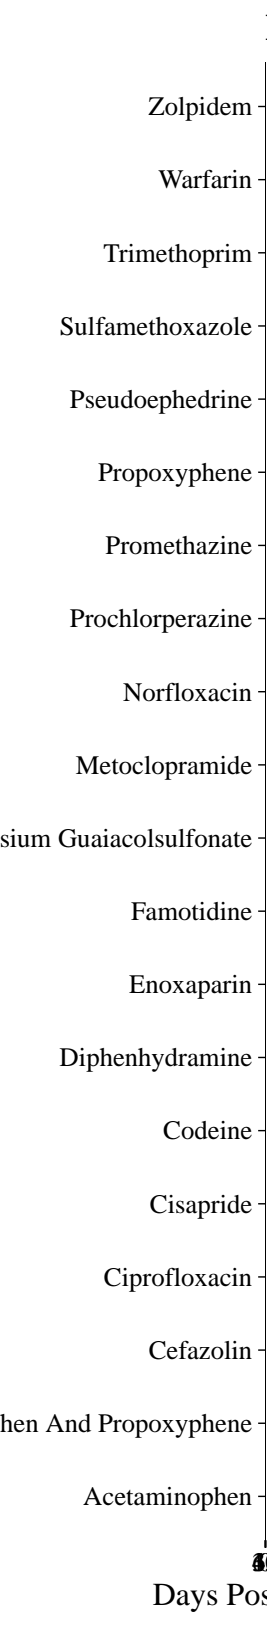 Zolpidem
Warfarin
Trimethoprim
Sulfamethoxazole
Pseudoephedrine
Propoxyphene
Promethazine
Prochlorperazine
Norfloxacin
Metoclopramide
sium Guaiacolsulfonate
Famotidine
Enoxaparin
Diphenhydramine
Codeine
Cisapride
Ciprofloxacin
Cefazolin
hen And Propoxyphene
Acetaminophen
Days Pos